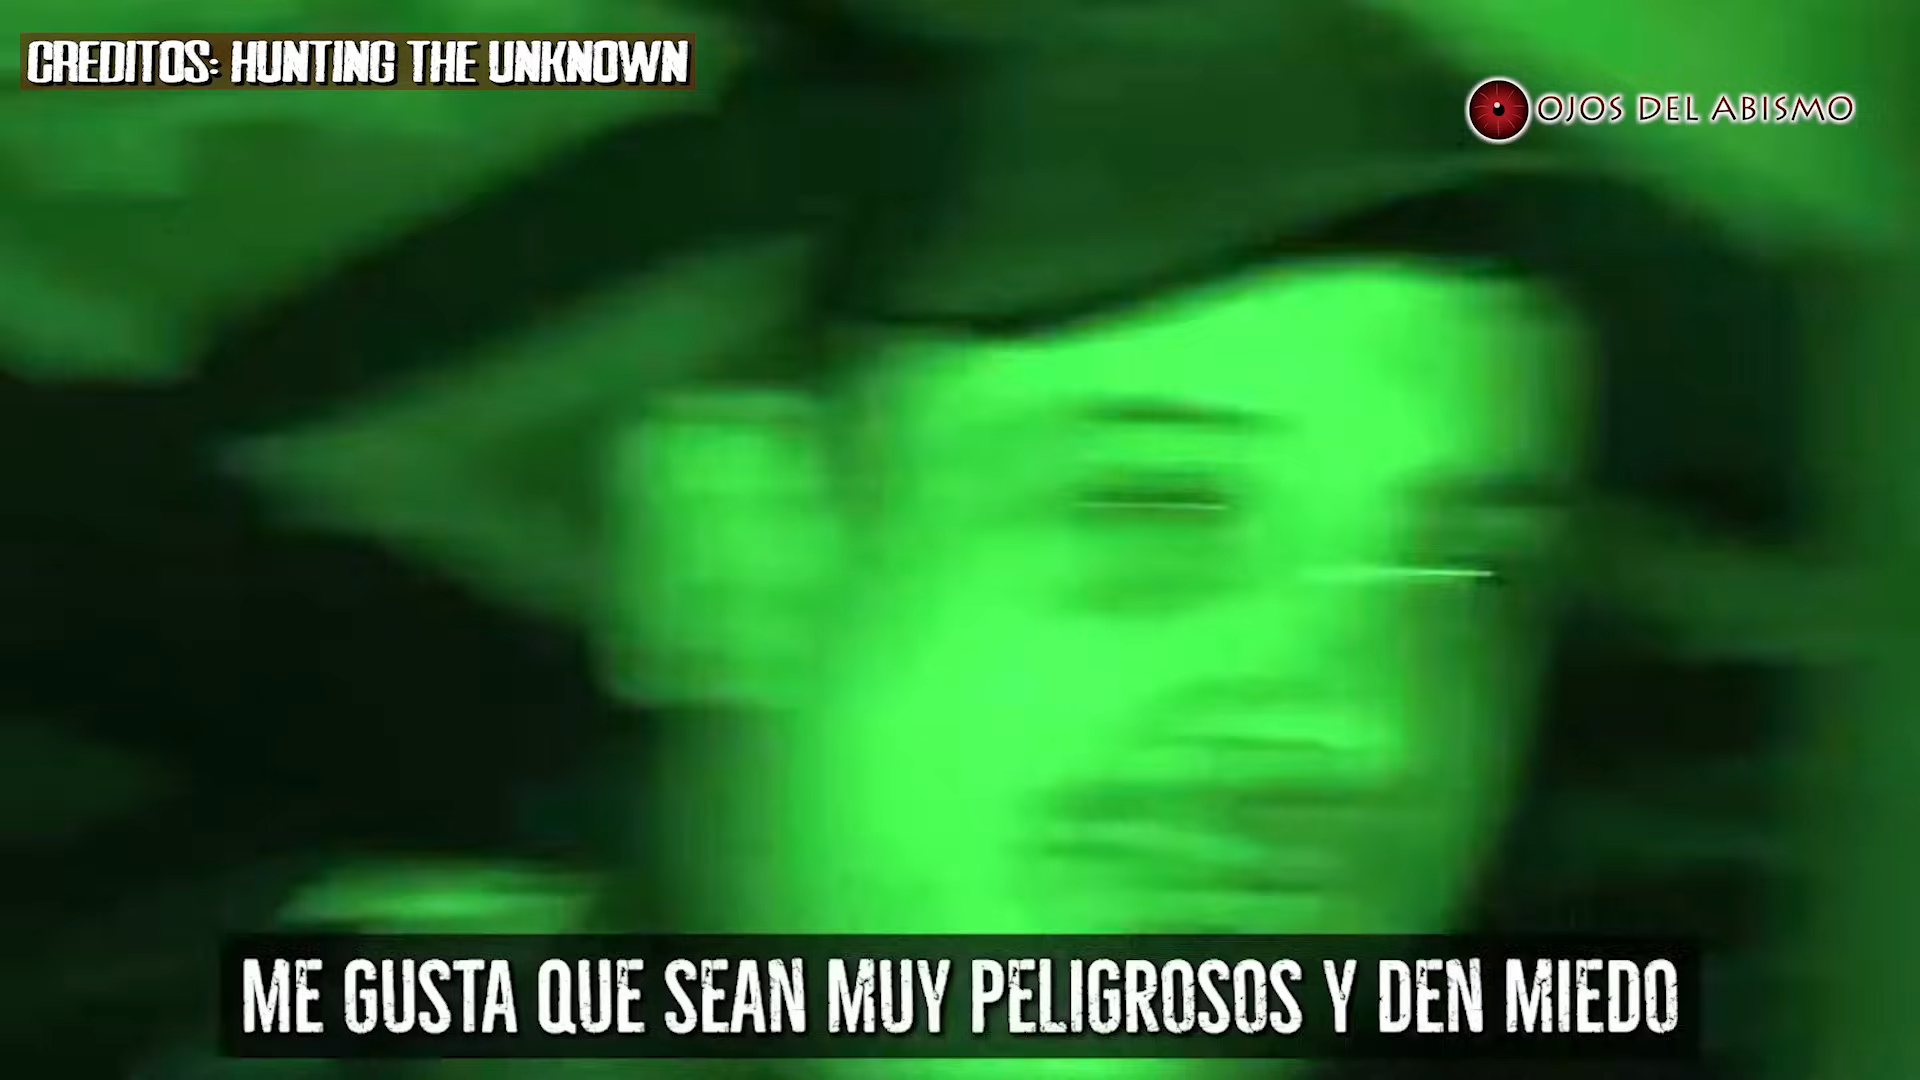 CREDITOS: HUNTING THE UNKNOWN
OJOS DEL ABISMO
ME GUSTA QUE SEAN MUY PELIGROSOS Y DEN MIEDO